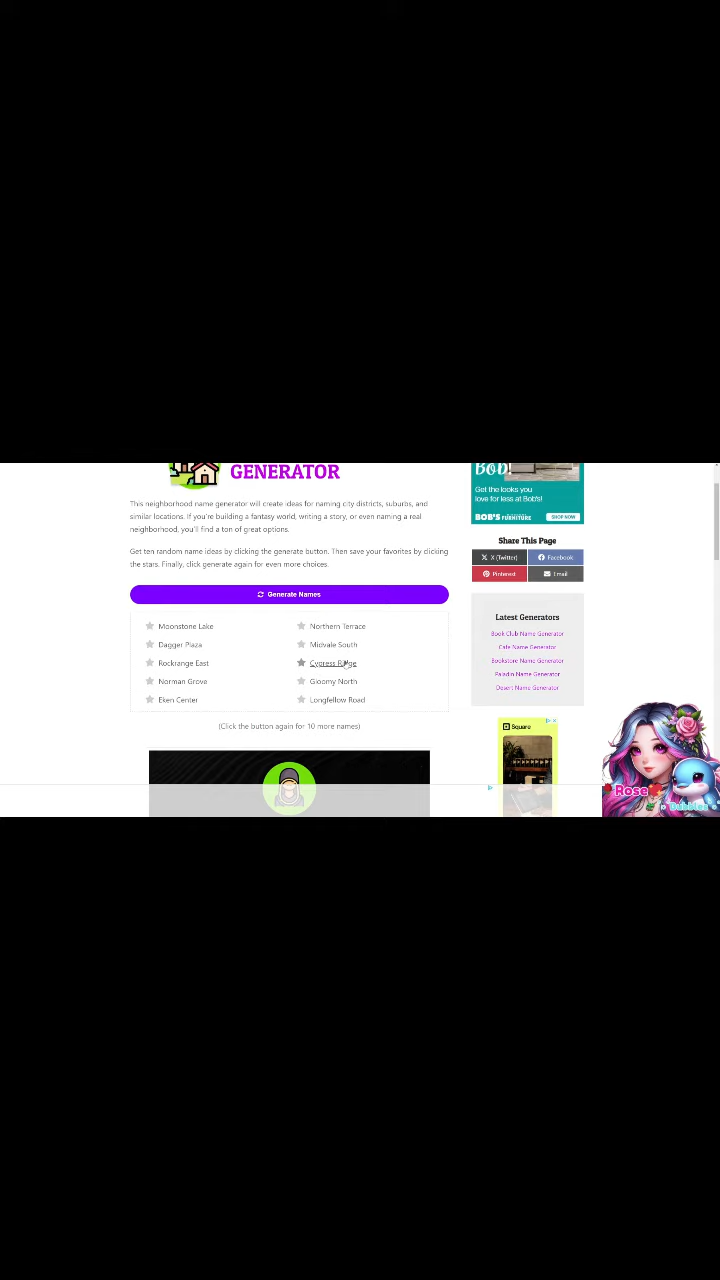 GENERATOR
This neighborhood name generator will create ideas for naming city districts, suburbs, and
similar locations. If you're building a fantasy world, writing a story, or even naming a real
neighborhood, you'll find a ton of great options.
Get ten random name ideas by clicking the generate button. Then save your favorites by clicking
the stars. Finally, click generate again for even more choices.
Generate Names
Moonstone Lake
Northern Terrace
Dagger Plaza
Midvale South
Rockrange East
Cypress Ridge
Norman Grove
Gloomy North
Eken Center
Longfellow Road
(Click the button again for 10 more names)
Bob!
Get the looks you
love for less at Bob's!
BOB'S FURNITURE
SHOP NOW
Share This Page
X (Twitter)
Facebook
Pinterest
Email
Latest Generators
Book Club Name Generator
Cafe Name Generator
Bookstore Name Generator
Paladin Name Generator
Desert Name Generator
Square
Rose